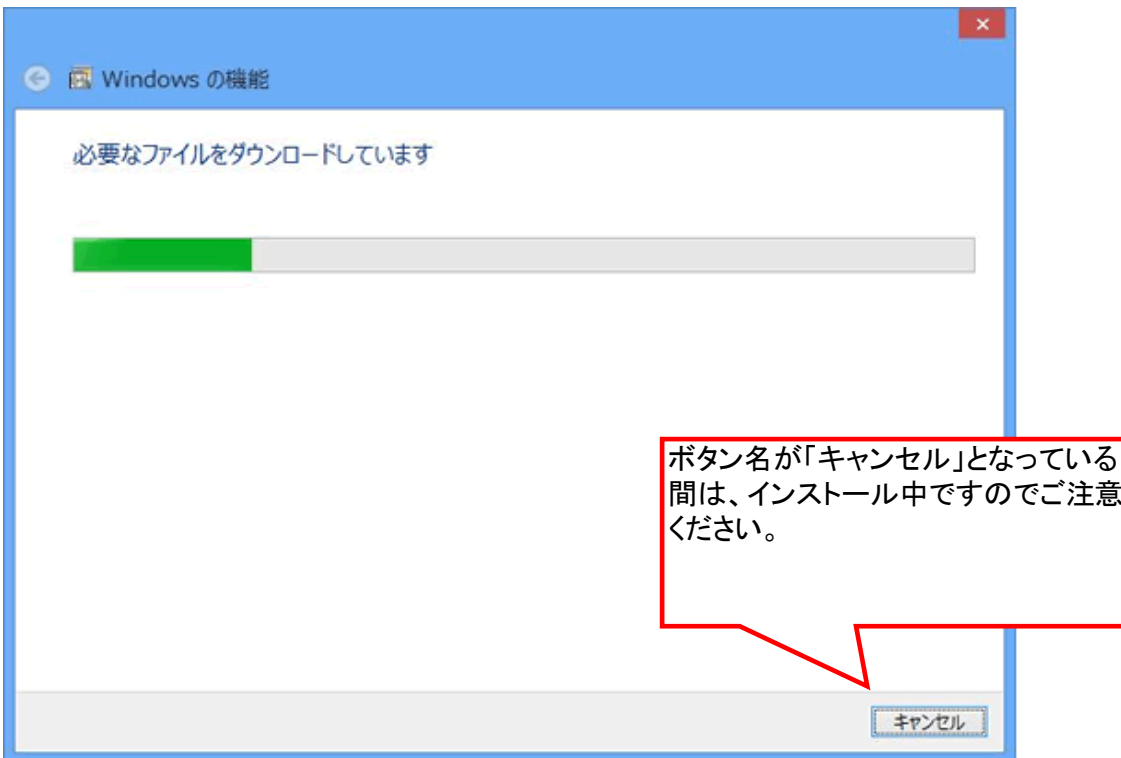 Windows の機能
必要なファイルをダウンロードしています
ボタン名が「キャンセル」となっている
間は、インストール中ですのでご注意
ください。
キャンセル